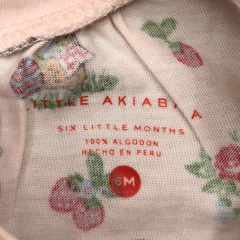 LITTLE AKIABARA
SIX LITTLE MONTHS
100% ALGODON
HECHO EN PERU
6M